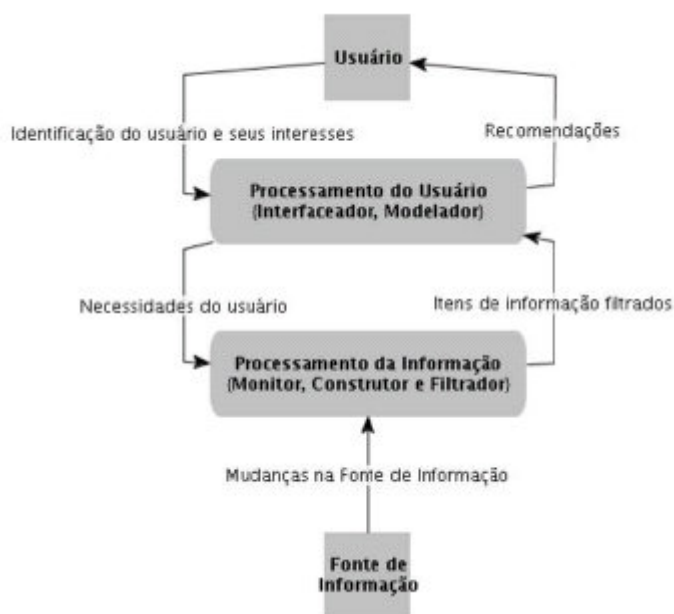 Usuário
Identificação do usuário e seus interesses
Recomendações
Processamento do Usuário
(Interfaceador, Modelador)
Necessidades do usuário
Itens de informação filtrados
Processamento da Informação
(Monitor, Construtor e Filtrador)
Mudanças na Fonte de Informação
Fonte de
Informação